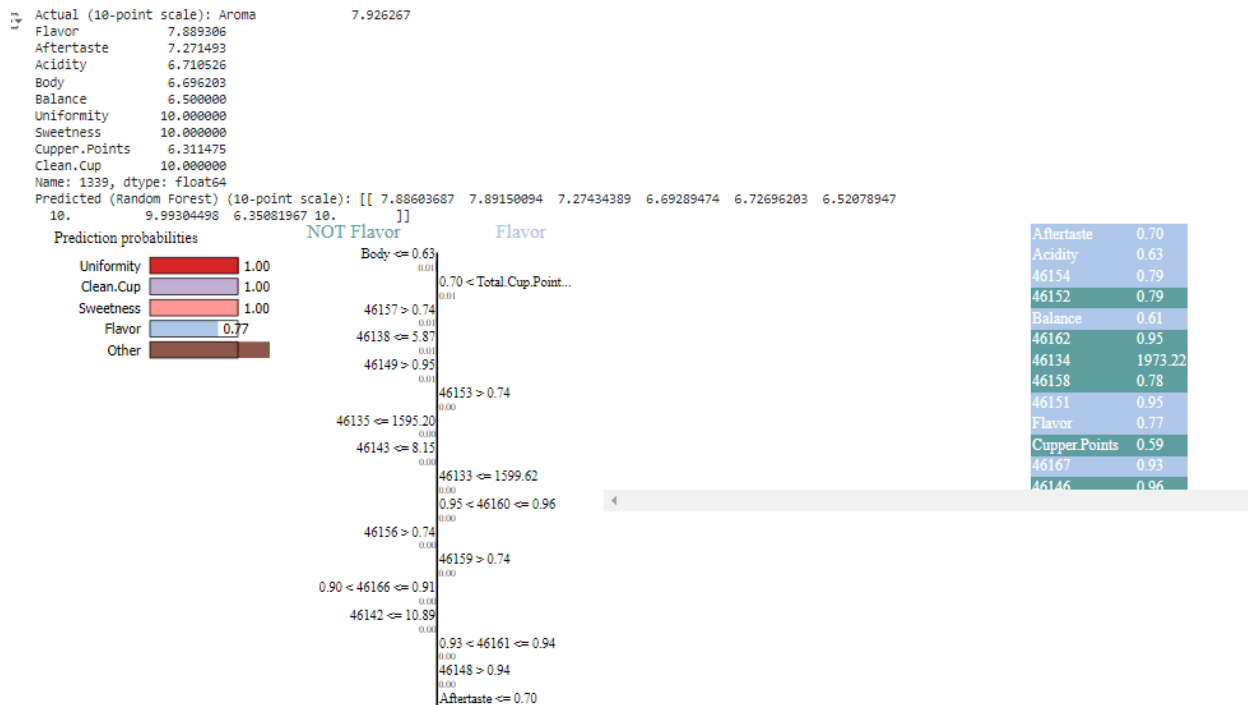 Actual (10-point scale): Aroma 7.926267
Flavor 7.889306
Aftertaste 7.271493
Acidity 6.710526
Body 6.696203
Balance 6.500000
Uniformity 10.000000
Sweetness 10.000000
Cupper.Points 6.311475
Clean.Cup 10.000000
Name: 1339, dtype: float64
Predicted (Random Forest) (10-point scale): [[ 7.88603687 7.89150094 7.27434389 6.69289474 6.72696203 6.52078947
10. 9.99304498 6.35081967 10. ]]
Prediction probabilities
Uniformity 1.00
Clean.Cup 1.00
Sweetness 1.00
Flavor 0.77
Other
NOT Flavor Flavor
Body <= 0.63
0.01
0.70 < Total.Cup.Point...
0.01
46157 > 0.74
0.01
46138 <= 5.87
0.01
46149 > 0.95
0.01
46153 > 0.74
0.00
46135 <= 1595.20
0.00
46143 <= 8.15
0.00
46133 <= 1599.62
0.00
0.95 < 46160 <= 0.96
0.00
46156 > 0.74
0.00
46159 > 0.74
0.00
0.90 < 46166 <= 0.91
0.00
46142 <= 10.89
0.00
0.93 < 46161 <= 0.94
0.00
46148 > 0.94
0.00
Aftertaste <= 0.70
Aftertaste 0.70
Acidity 0.63
46154 0.79
46152 0.79
Balance 0.61
46162 0.95
46134 1973.22
46158 0.78
46151 0.95
Flavor 0.77
Cupper.Points 0.59
46167 0.93
46146 0.96